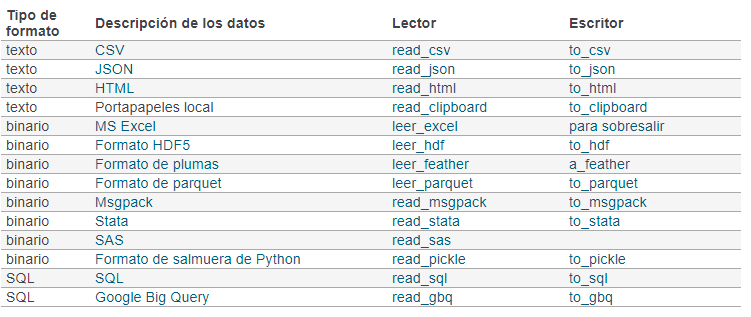 Tipo de formato Descripción de los datos Lector Escritor
texto CSV read_csv to_csv
texto JSON read_json to_json
texto HTML read_html to_html
texto Portapapeles local read_clipboard to_clipboard
binario MS Excel leer_excel para sobresalir
binario Formato HDF5 leer_hdf to_hdf
binario Formato de plumas leer_feather a_feather
binario Formato de parquet leer_parquet to_parquet
binario Msgpack read_msgpack to_msgpack
binario Stata read_stata to_stata
binario SAS read_sas
binario Formato de salmuera de Python read_pickle to_pickle
SQL SQL read_sql to_sql
SQL Google Big Query read_gbq to_gbq